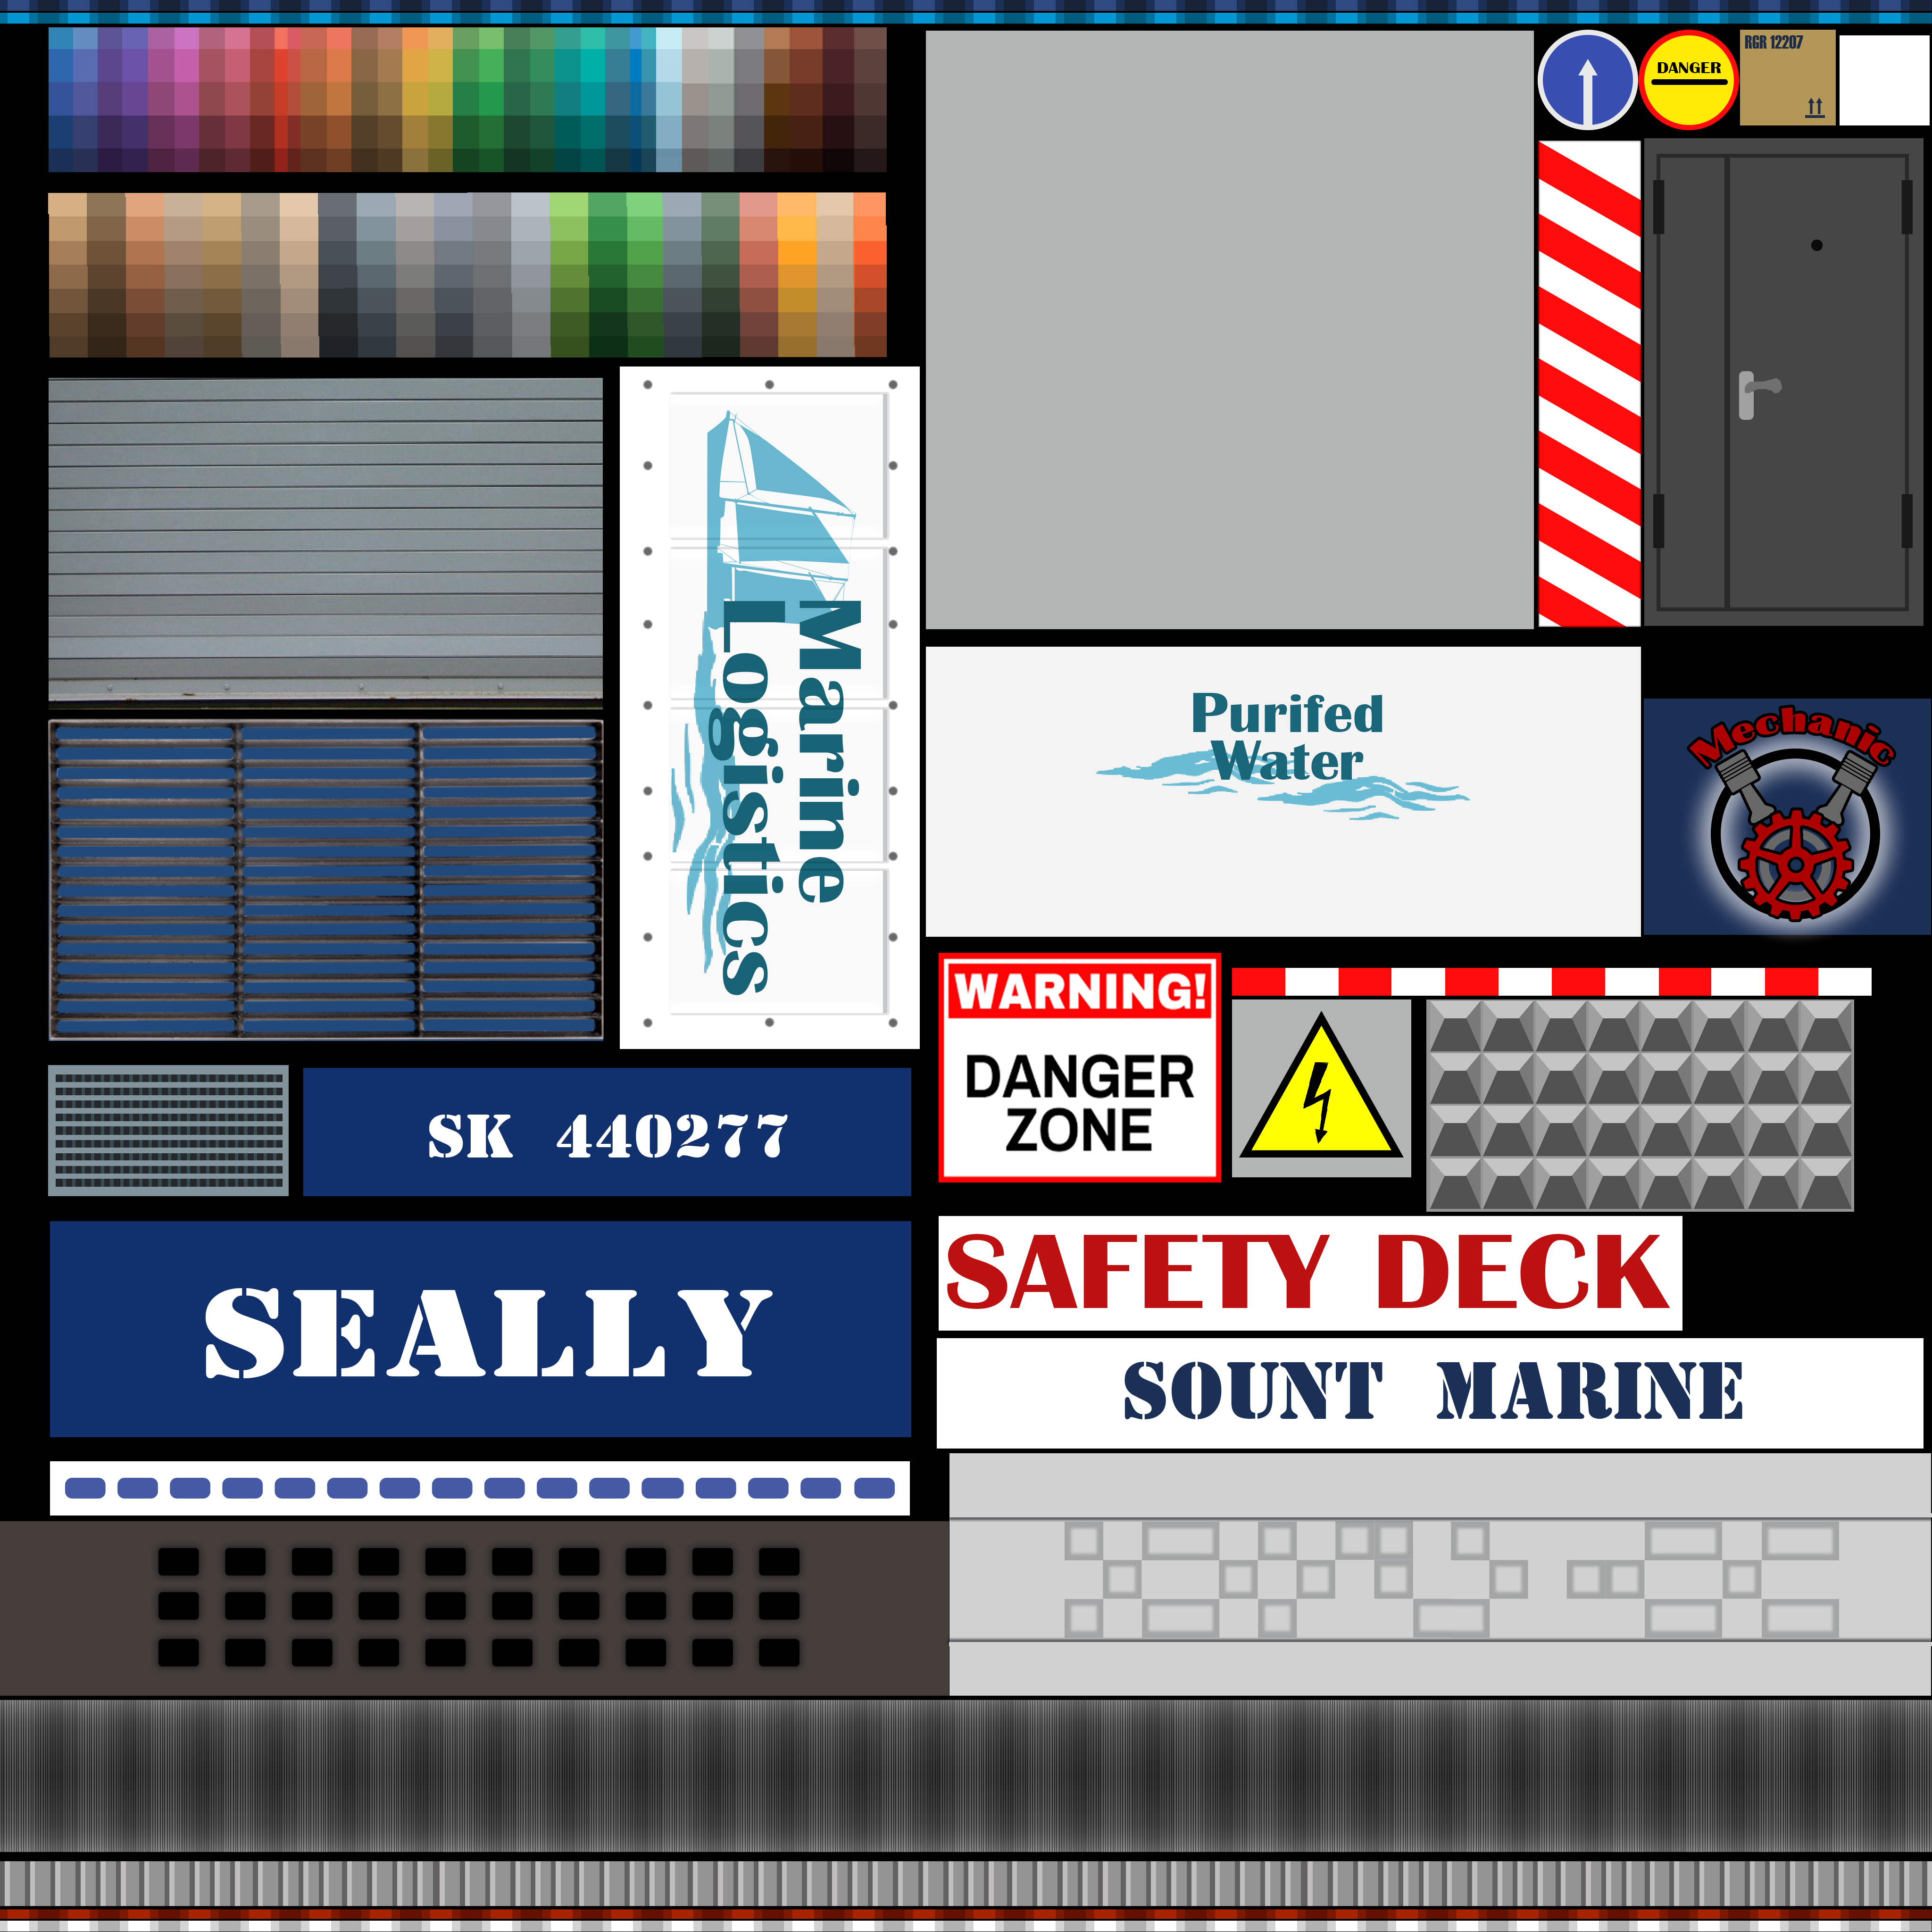 DANGER
RGR 12207
Marine
Logistics
Purifed
Water
Mechanic
WARNING!
DANGER
ZONE
SK 440277
SEALLY
SAFETY DECK
SOUNT MARINE